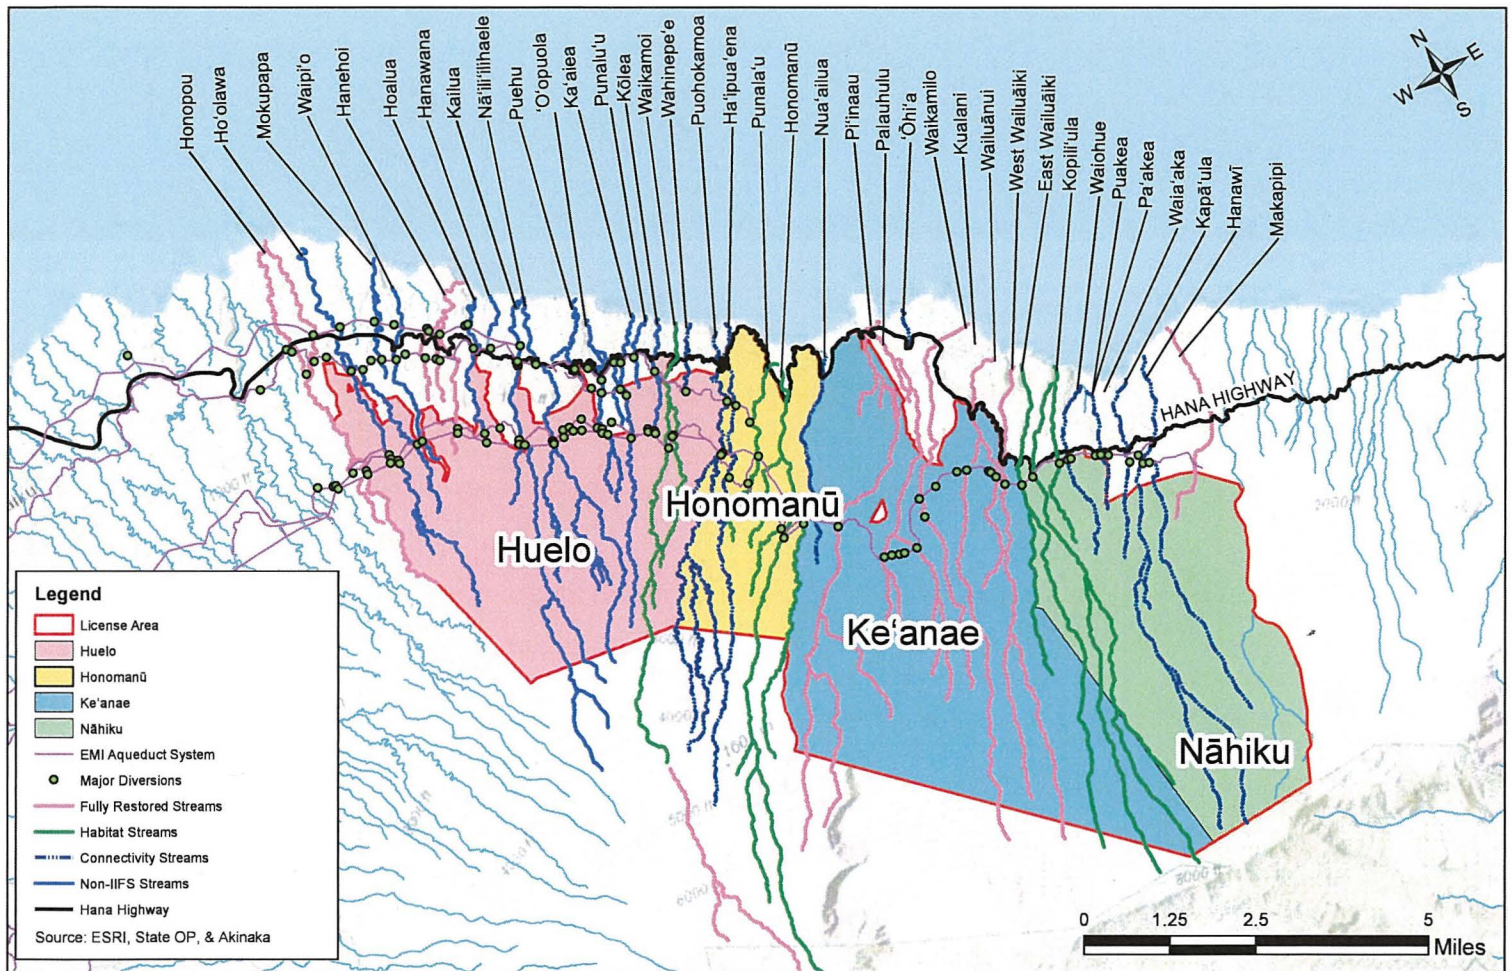 Honopou
Ho'olawa
Mokupapa
Waipi'o
Hanehoi
Hoalua
Hanawana
Kailua
Nā'ili'ilihaele
Puehu
'O'opuola
Ka'aiea
Punalu'u
Kōlea
Waikamoi
Wahinepe'e
Puohokamoa
Ha'ipua'ena
Punala'u
Honomanū
Nua'ailua
Pi'inaau
Palauhulu
'Ōhi'a
Waikamilo
Kualani
Wailuānui
West Wailuāiki
East Wailuāiki
Kopili'ula
Waiohue
Puakea
Pa'akea
Waia'aka
Kapā'ula
Hanawī
Makapipi
N
E
W
S
HANA HIGHWAY
Honomanū
Huelo
Ke'anae
Nāhiku
Legend
License Area
Huelo
Honomanū
Ke'anae
Nāhiku
EMI Aqueduct System
Major Diversions
Fully Restored Streams
Habitat Streams
Connectivity Streams
Non-IIFS Streams
Hana Highway
Source: ESRI, State OP, & Akinaka
0 1.25 2.5 5
Miles